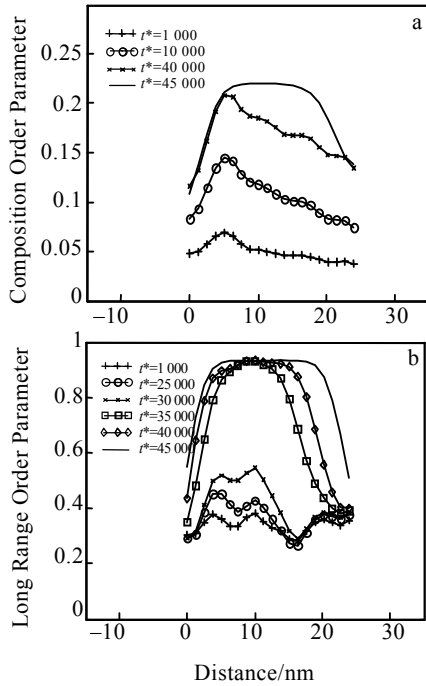 a
Composition Order Parameter
0.25
0.2
0.15
0.1
0.05
0
t*=1 000
t*=10 000
t*=40 000
t*=45 000
−10
0
10
20
30
b
Long Range Order Parameter
1
0.8
0.6
0.4
0.2
0
t*=1 000
t*=25 000
t*=30 000
t*=35 000
t*=40 000
t*=45 000
−10
0
10
20
30
Distance/nm